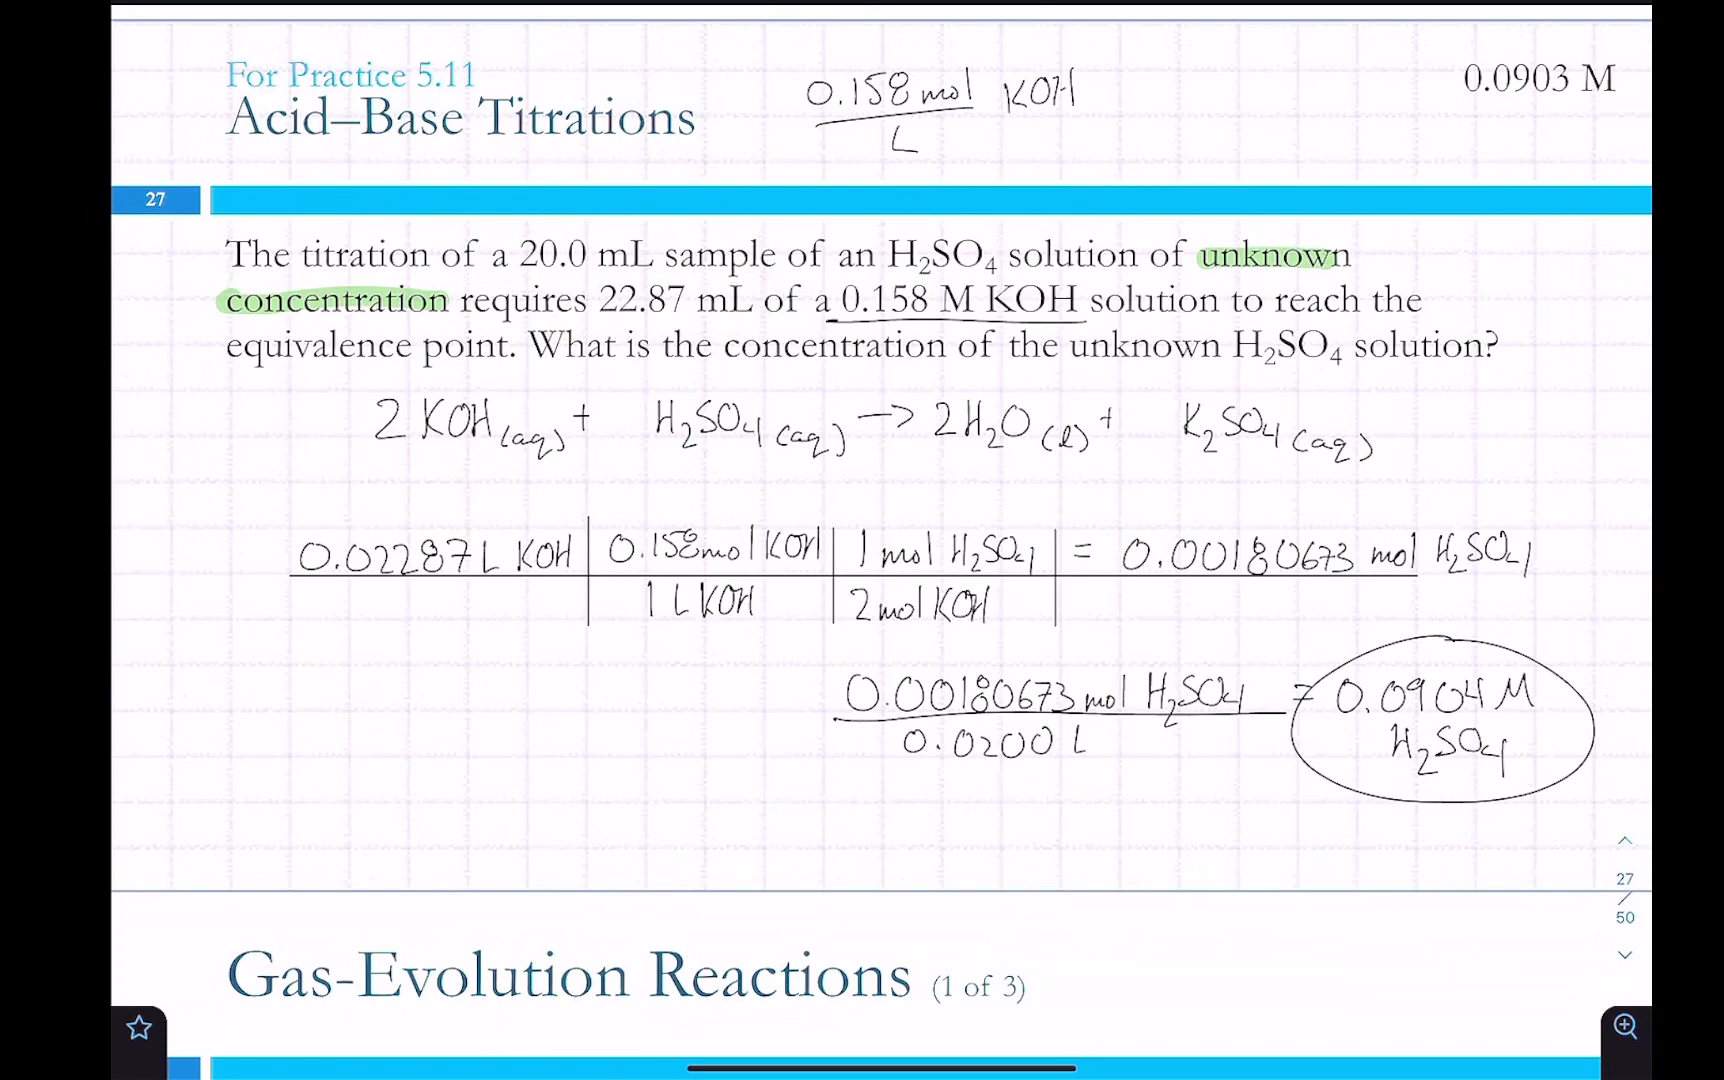 For Practice 5.11
Acid–Base Titrations
0.158 mol KOH
L
0.0903 M
27
The titration of a 20.0 mL sample of an H₂SO₄ solution of unknown
concentration requires 22.87 mL of a 0.158 M KOH solution to reach the
equivalence point. What is the concentration of the unknown H₂SO₄ solution?
2 KOH (aq) + H₂SO₄ (aq) -> 2 H₂O (l) + K₂SO₄ (aq)
0.02287 L KOH | 0.158 mol KOH | 1 mol H₂SO₄ | = 0.00180673 mol H₂SO₄
1 L KOH | 2 mol KOH
0.00180673 mol H₂SO₄ = 0.0904 M
0.0200 L H₂SO₄
27
/
50
Gas-Evolution Reactions (1 of 3)